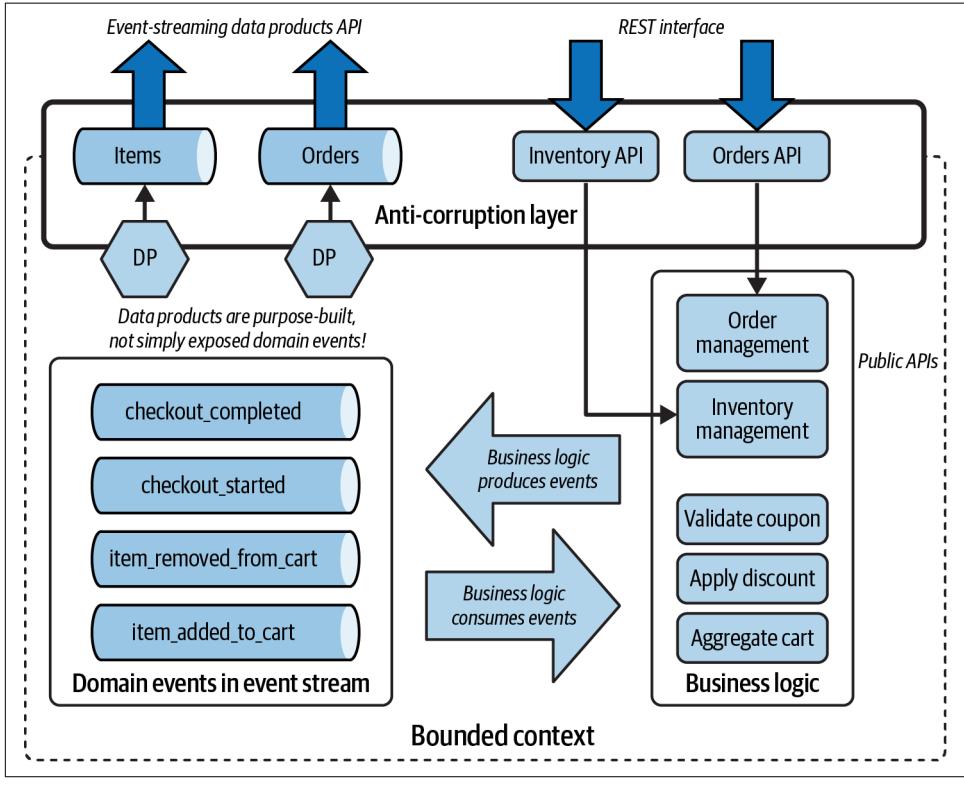 Event-streaming data products API
REST interface
Items
Orders
Inventory API
Orders API
Anti-corruption layer
DP
DP
Data products are purpose-built,
not simply exposed domain events!
Order
management
Public APIs
Inventory
management
checkout_completed
checkout_started
item_removed_from_cart
item_added_to_cart
Domain events in event stream
Business logic
produces events
Business logic
consumes events
Validate coupon
Apply discount
Aggregate cart
Business logic
Bounded context